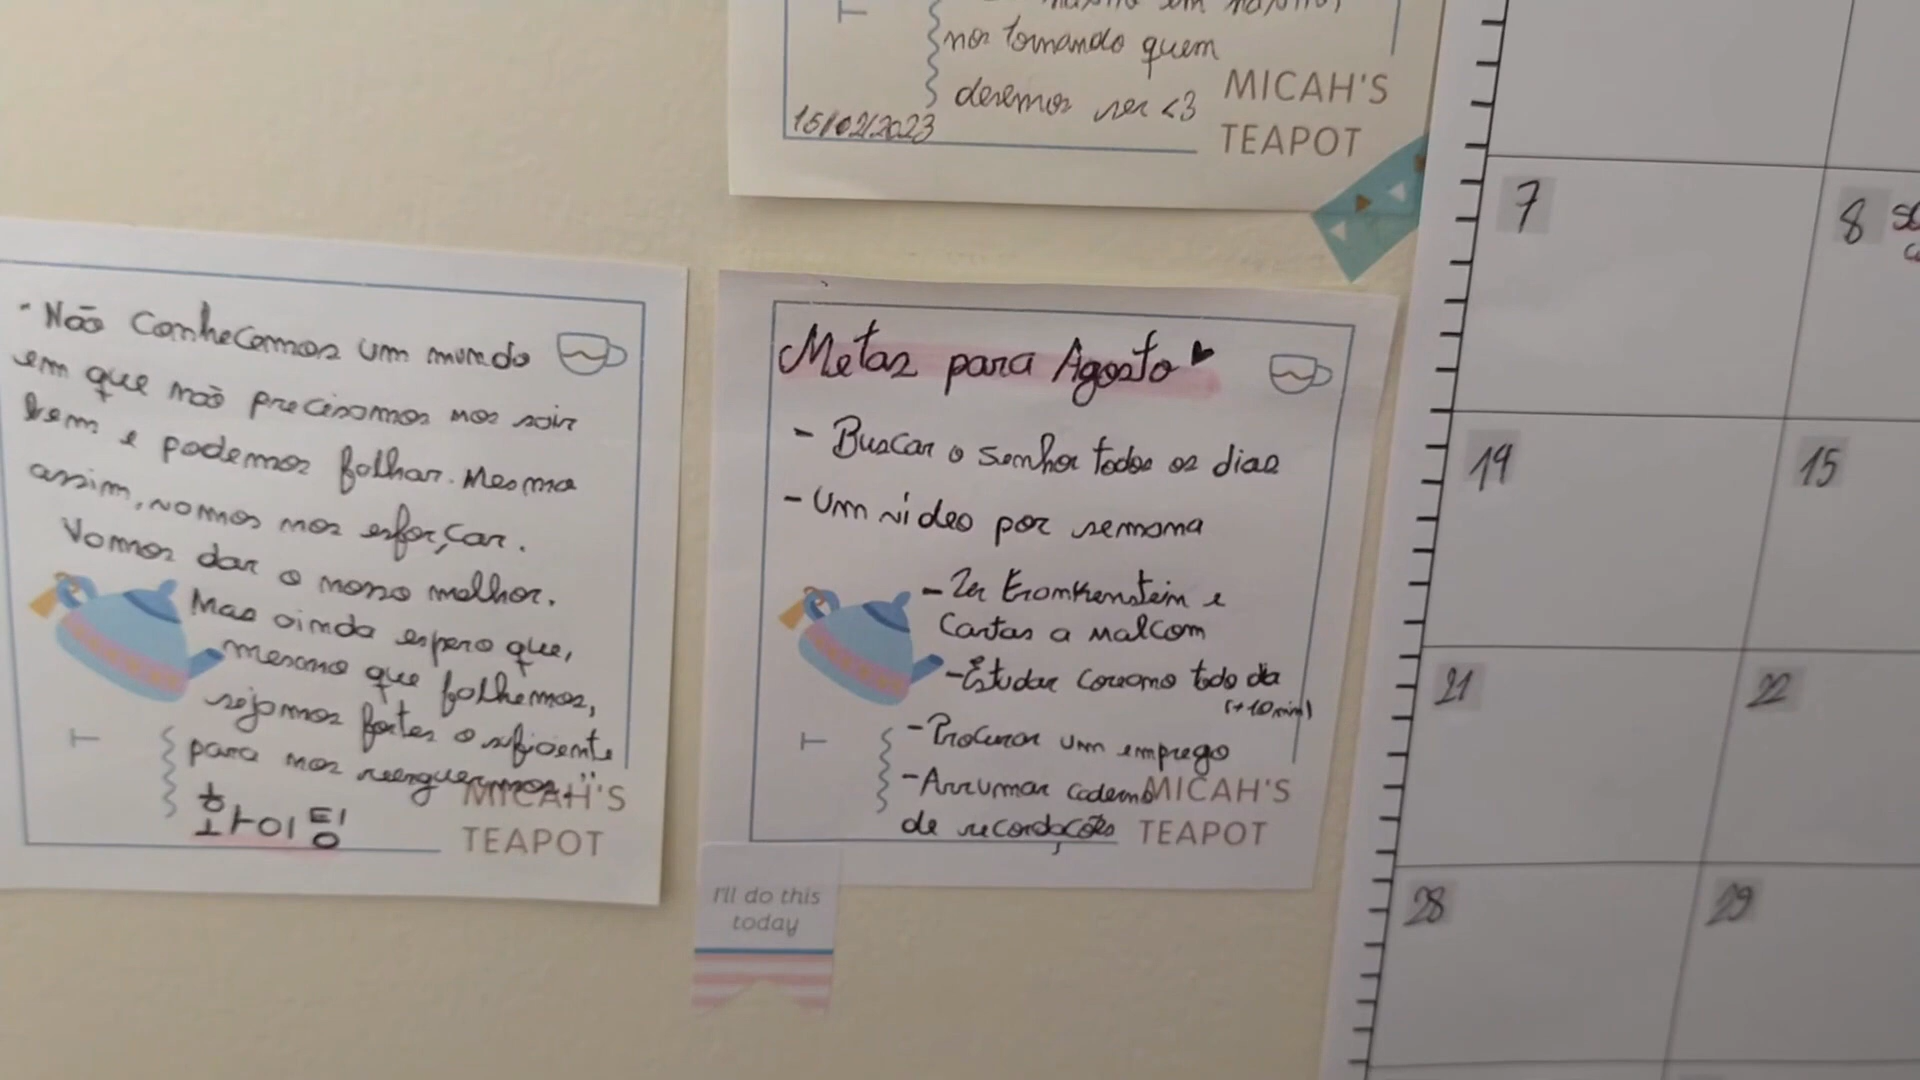 nos tornando quem
devemos ser <3
15/02/2023
MICAH'S
TEAPOT
- Não conhecemos um mundo
em que não precisamos nos sair
bem e podemos falhar. Mesmo
assim, vamos nos esforçar.
Vamos dar o nosso melhor.
Mas ainda espero que,
mesmo que falhemos,
sejamos fortes o suficiente
para nos reerguermos."
화이팅
MICAH'S
TEAPOT
Metas para Agosto ♥
- Buscar o senhor todos os dias
- Um video por semana
- Ler Frankenstein e
Cartas a Malcom
- Estudar coreano todo dia
(+10min)
- Procurar um emprego
- Arrumar caderno
de recordações
MICAH'S
TEAPOT
I'll do this
today
7
8
14
15
21
22
28
29